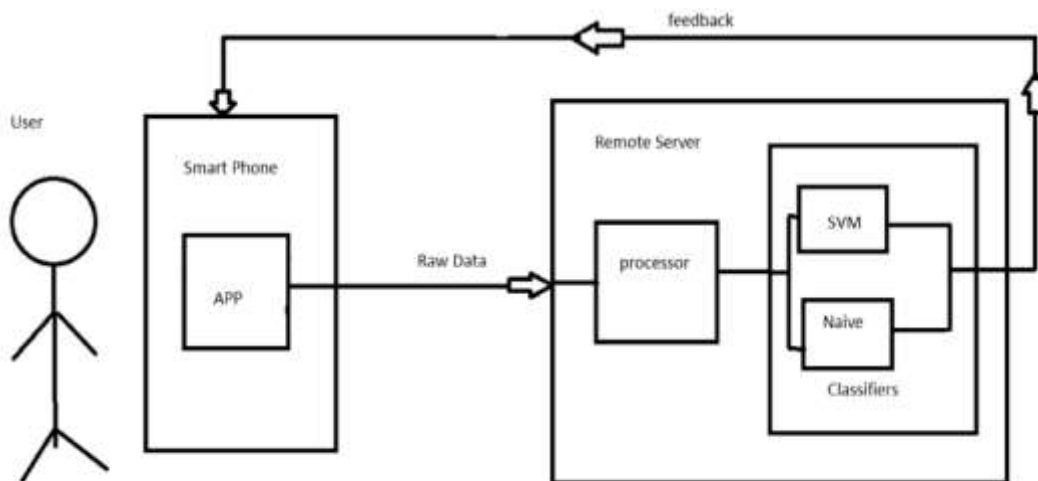 feedback
User
Smart Phone
Remote Server
SVM
Raw Data
processor
APP
Naive
Classifiers